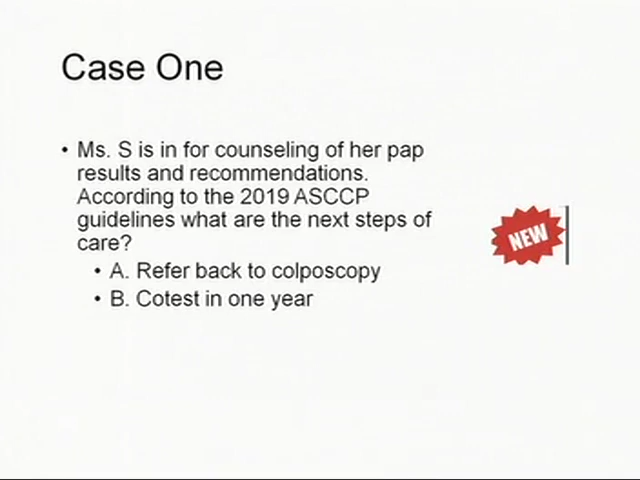 Case One
• Ms. S is in for counseling of her pap
results and recommendations.
According to the 2019 ASCCP
guidelines what are the next steps of
care?
• A. Refer back to colposcopy
• B. Cotest in one year
NEW